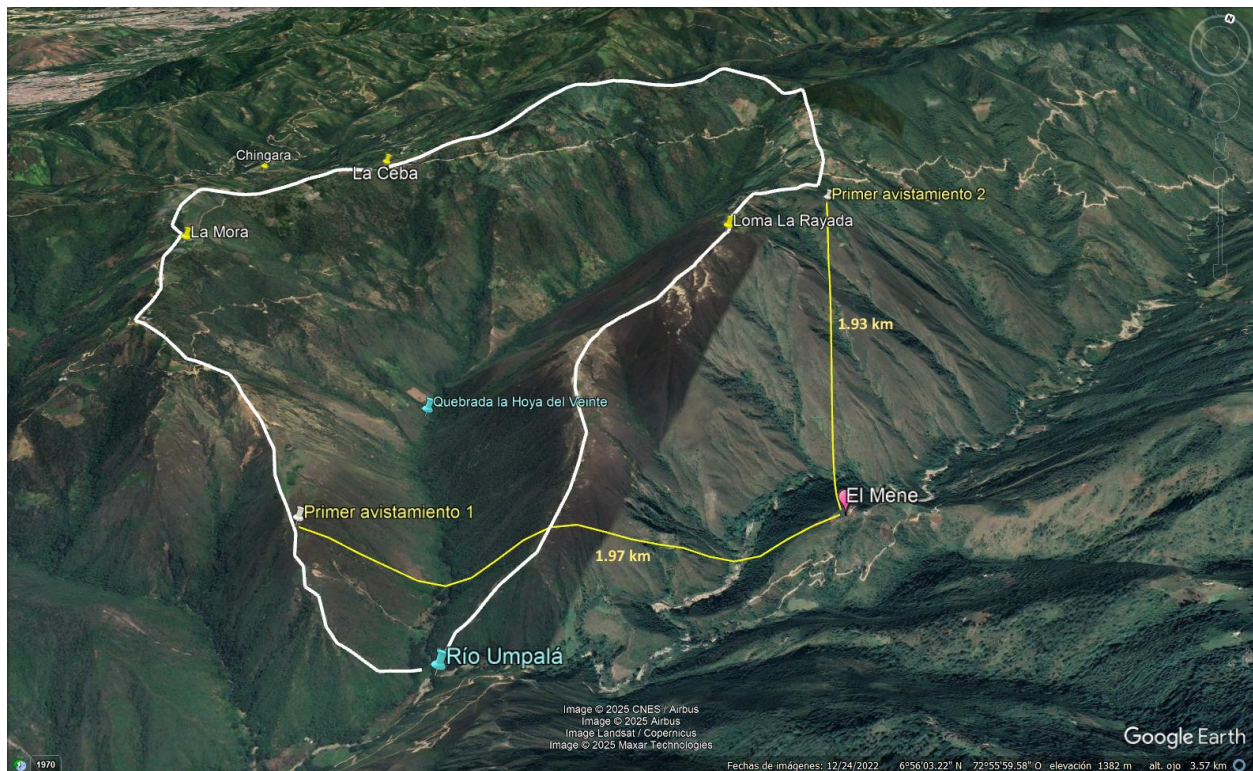 N
Chingara
La Ceba
La Mora
Primer avistamiento 2
Loma La Rayada
1.93 km
Quebrada la Hoya del Veinte
El Mene
Primer avistamiento 1
1.97 km
Río Umpalá
Image © 2025 CNES / Airbus
Image © 2025 Airbus
Image Landsat / Copernicus
Image © 2025 Maxar Technologies
Google Earth
1970
Fechas de imágenes: 12/24/2022 6°56'03.22" N 72°55'59.58" O elevación 1382 m alt. ojo 3.57 km